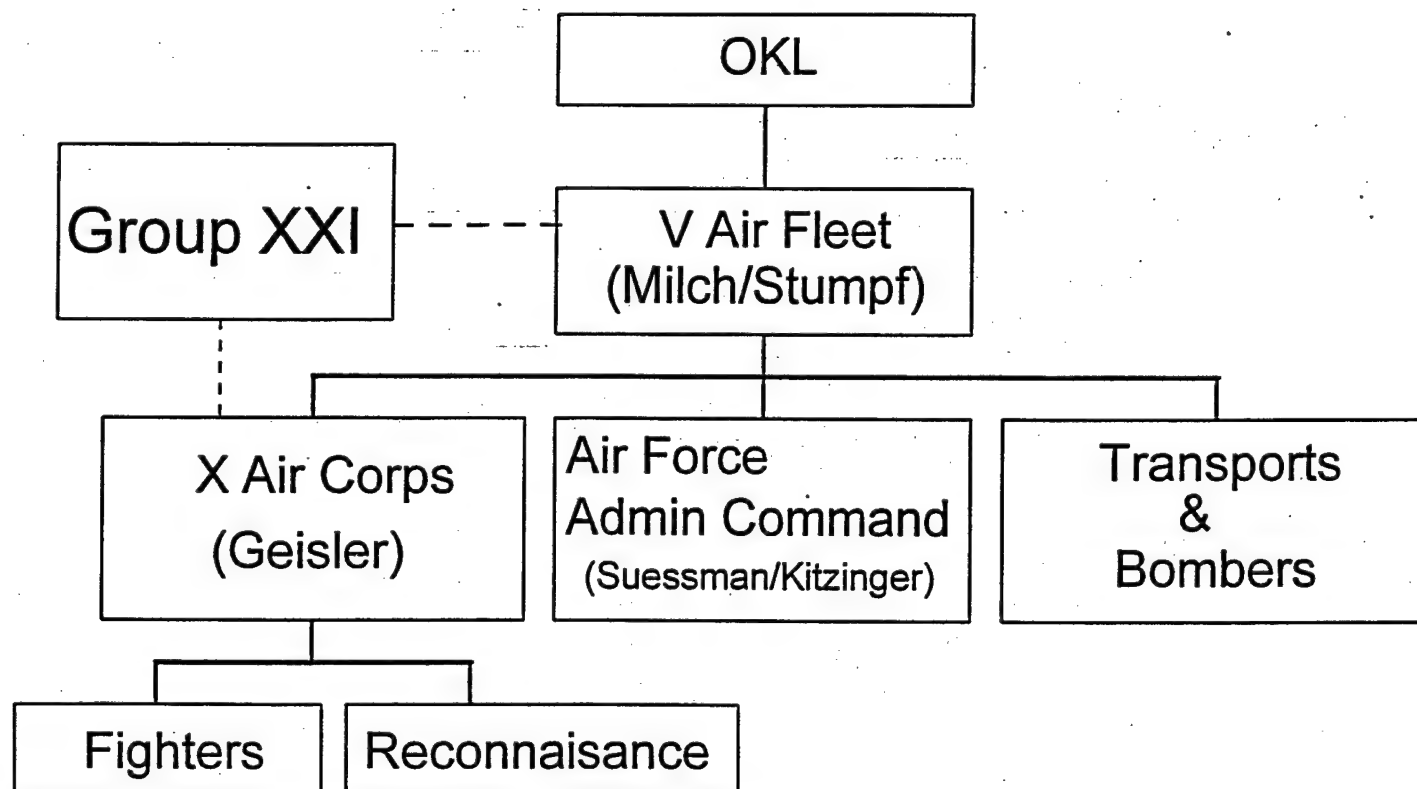 OKL
Group XXI
V Air Fleet
(Milch/Stumpf)
X Air Corps
(Geisler)
Air Force
Admin Command
(Suessman/Kitzinger)
Transports
&
Bombers
Fighters
Reconnaisance